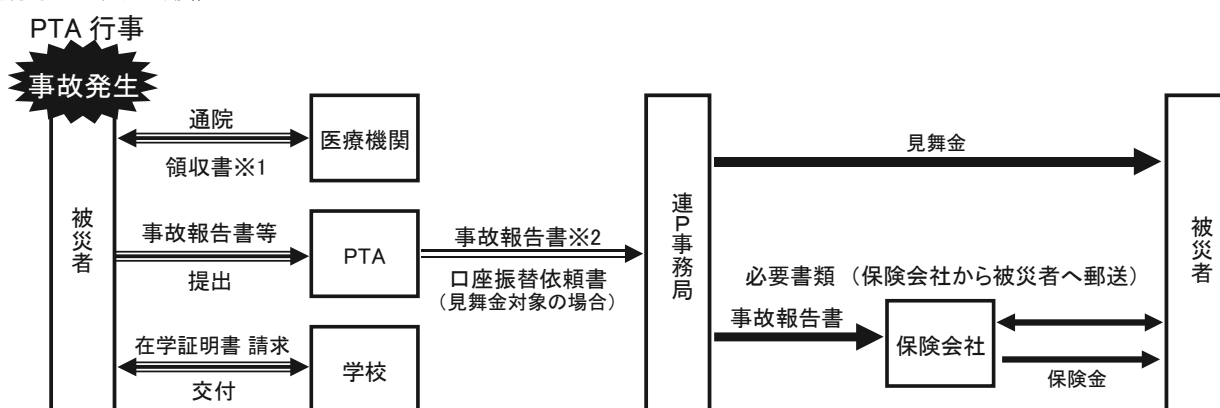 PTA 行事
事故発生
被災者
通院
領収書※1
医療機関
事故報告書等
提出
PTA
在学証明書 請求
交付
学校
事故報告書※2
口座振替依頼書
(見舞金対象の場合)
連P事務局
見舞金
必要書類 (保険会社から被災者へ郵送)
事故報告書
保険会社
保険金
被災者